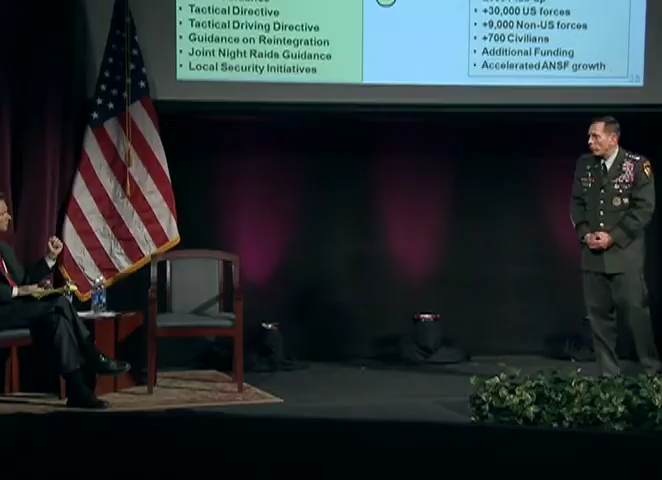 • Tactical Directive
• Tactical Driving Directive
• Guidance on Reintegration
• Joint Night Raids Guidance
• Local Security Initiatives
• +30,000 US forces
• +9,000 Non-US forces
• +700 Civilians
• Additional Funding
• Accelerated ANSF growth